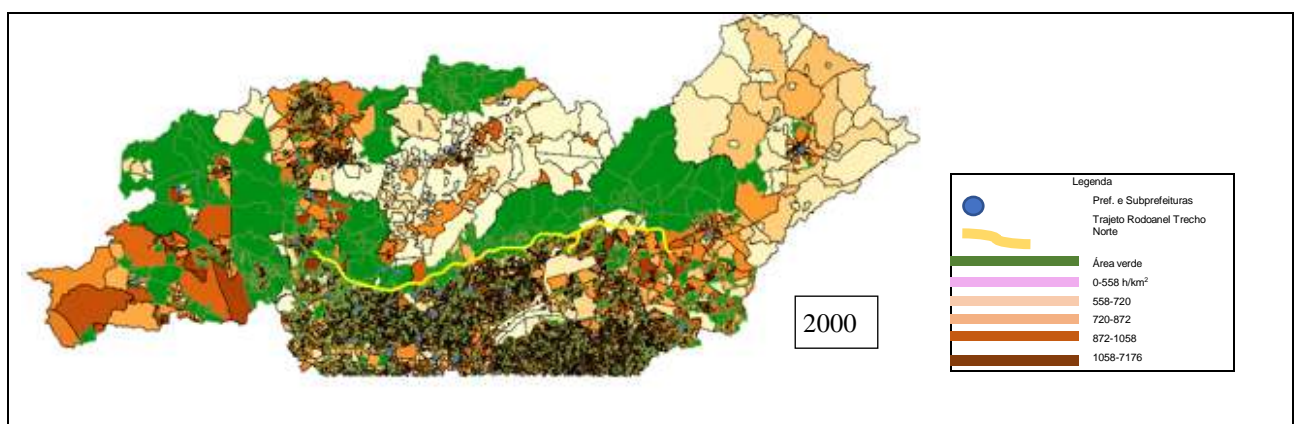 Legenda
Pref. e Subprefeituras
Trajeto Rodoanel Trecho
Norte
Área verde
0-558 h/km²
558-720
720-872
872-1058
1058-7176
2000